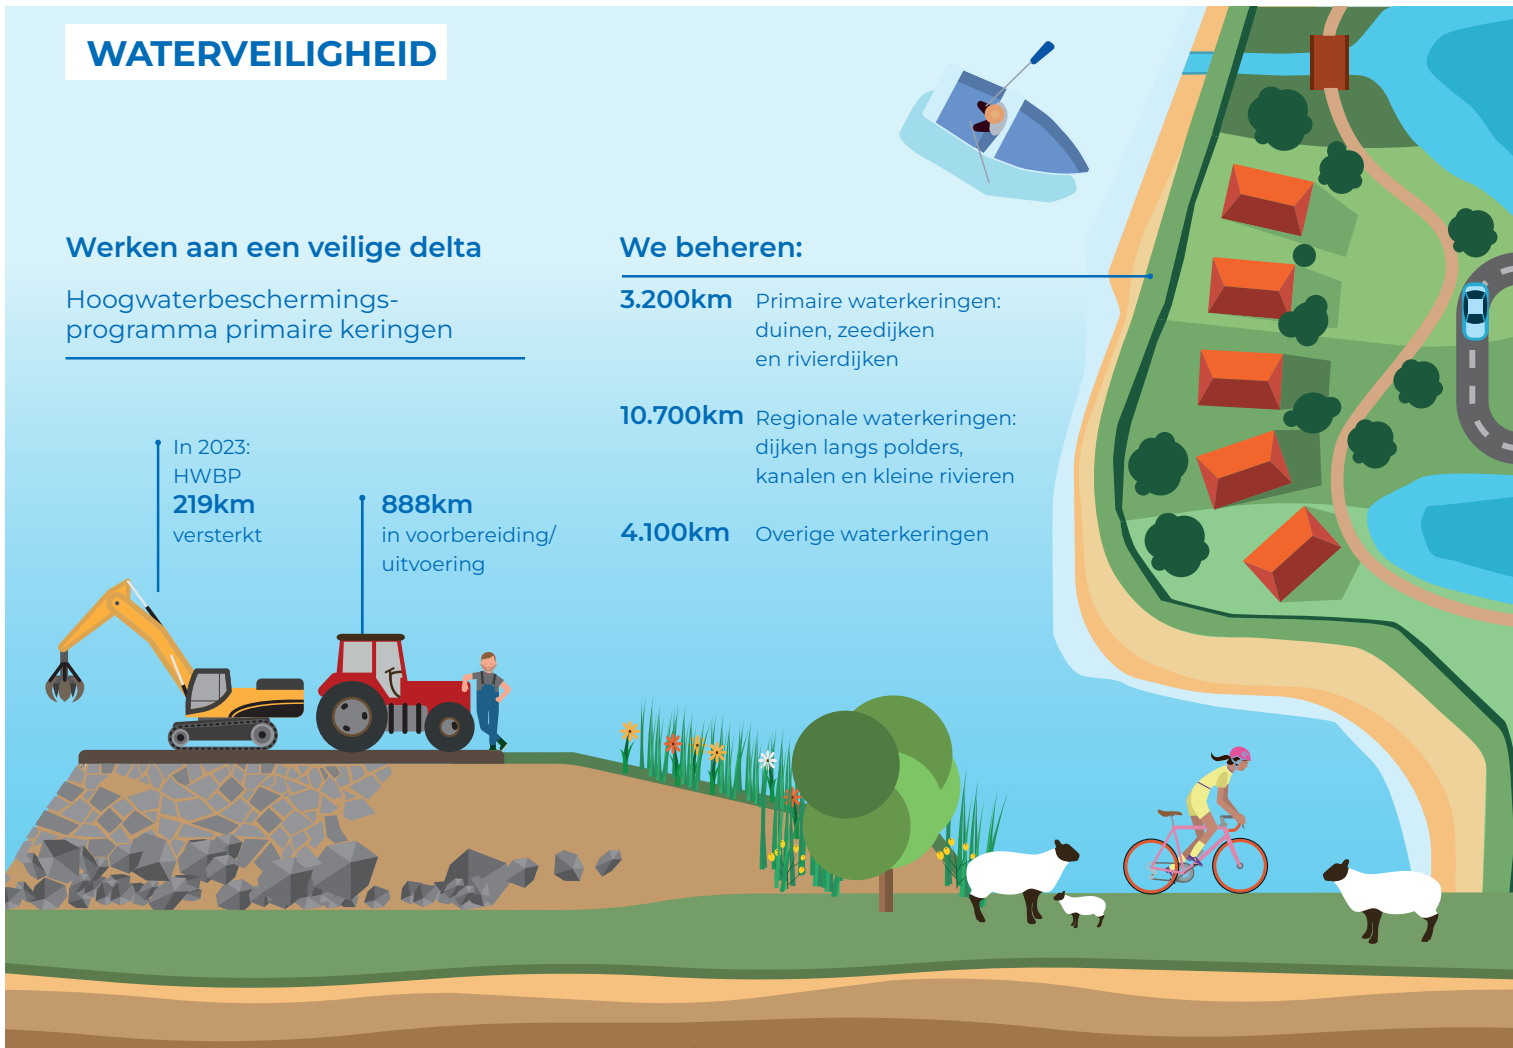 WATERVEILIGHEID
Werken aan een veilige delta
Hoogwaterbeschermings-
programma primaire keringen
In 2023:
HWBP
219km
versterkt
888km
in voorbereiding/
uitvoering
We beheren:
3.200km Primaire waterkeringen:
duinen, zeedijken
en rivierdijken
10.700km Regionale waterkeringen:
dijken langs polders,
kanalen en kleine rivieren
4.100km Overige waterkeringen